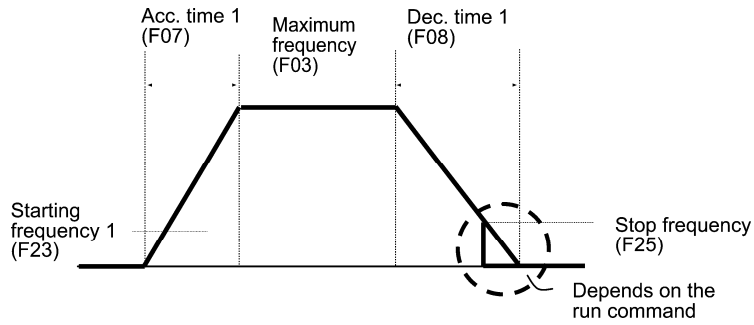 Acc. time 1
(F07)
Maximum
frequency
(F03)
Dec. time 1
(F08)
Starting
frequency 1
(F23)
Stop frequency
(F25)
Depends on the
run command